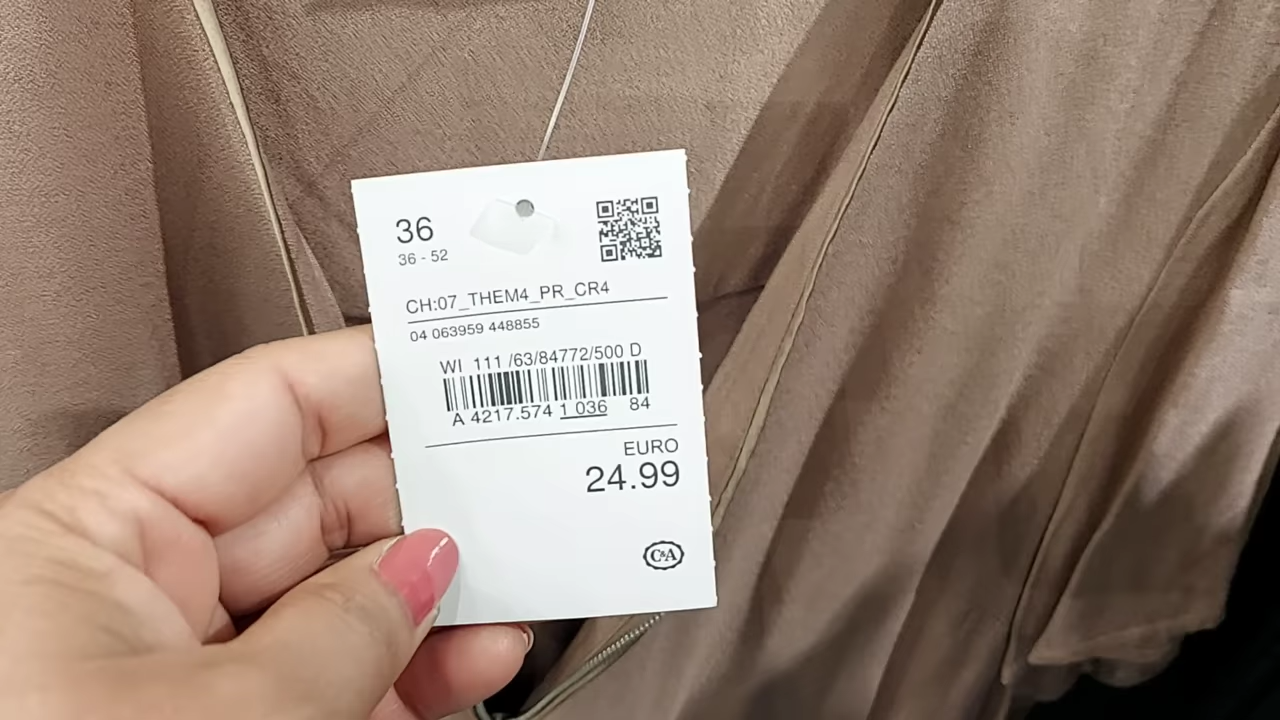 36
36 - 52
CH:07_THEM4_PR_CR4
04 063959 448855
WI 111 /63/84772/500 D
A 4217.574 1 036 84
EURO
24.99
C&A